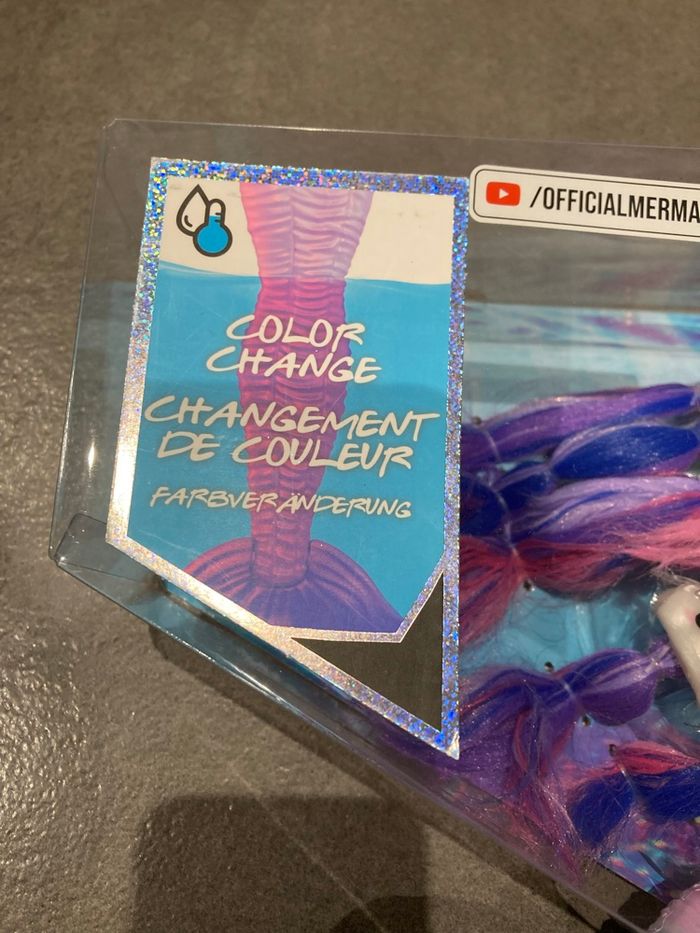 /OFFICIALMERMA
COLOR
CHANGE
CHANGEMENT
DE COULEUR
FARBVERÄNDERUNG